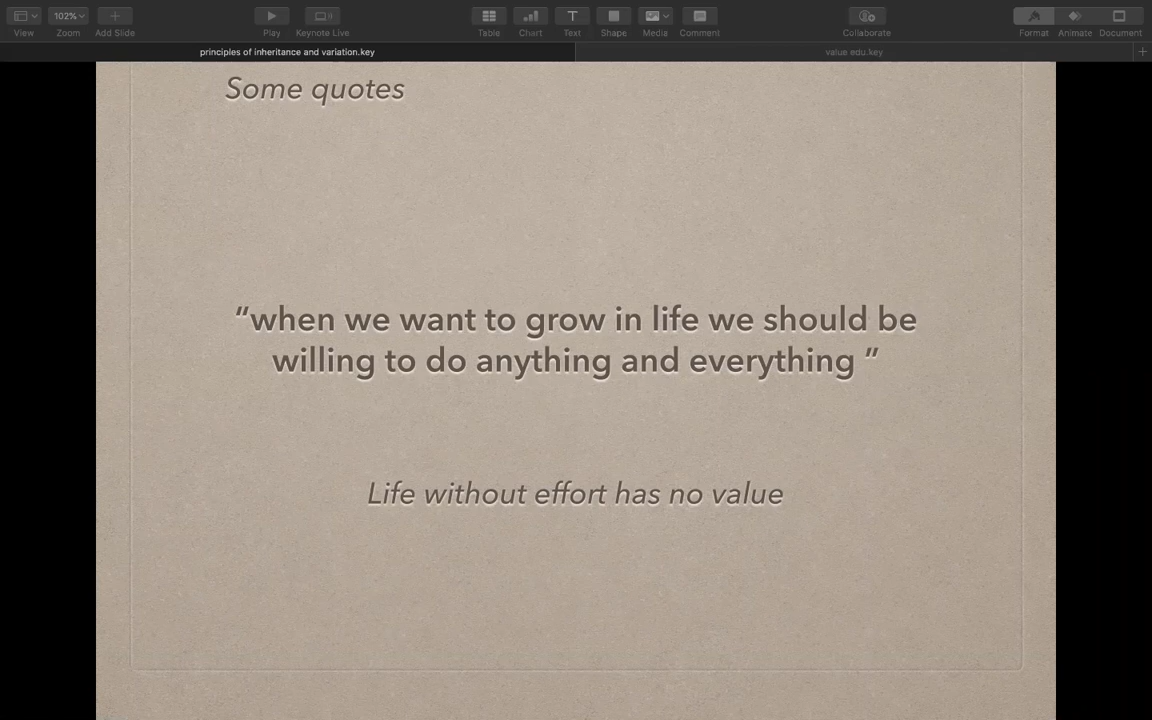 102%
View
Zoom
Add Slide
Play
Keynote Live
Table
Chart
T
Text
Shape
Media
Comment
Collaborate
Format
Animate
Document
principles of inheritance and variation.key
value edu.key
+
Some quotes
“when we want to grow in life we should be
willing to do anything and everything ”
Life without effort has no value